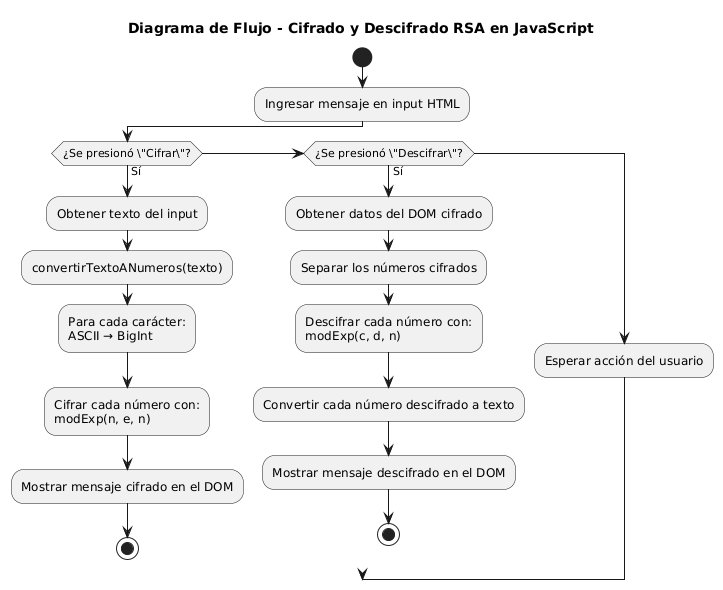 Diagrama de Flujo - Cifrado y Descifrado RSA en JavaScript
Ingresar mensaje en input HTML
¿Se presionó \"Cifrar\"?
Sí
Obtener texto del input
convertirTextoANumeros(texto)
Para cada carácter:
ASCII → BigInt
Cifrar cada número con:
modExp(n, e, n)
Mostrar mensaje cifrado en el DOM
¿Se presionó \"Descifrar\"?
Sí
Obtener datos del DOM cifrado
Separar los números cifrados
Descifrar cada número con:
modExp(c, d, n)
Convertir cada número descifrado a texto
Mostrar mensaje descifrado en el DOM
Esperar acción del usuario